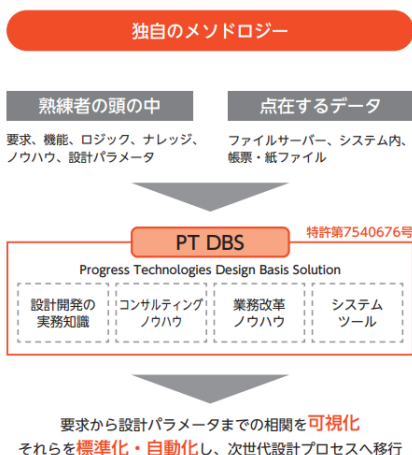 独自のメソドロジー
熟練者の頭の中
要求、機能、ロジック、ナレッジ、
ノウハウ、設計パラメータ
点在するデータ
ファイルサーバー、システム内、
帳票・紙ファイル
PT DBS
特許第7540676号
Progress Technologies Design Basis Solution
設計開発の
実務知識
コンサルティング
ノウハウ
業務改革
ノウハウ
システム
ツール
要求から設計パラメータまでの相関を可視化
それらを標準化・自動化し、次世代設計プロセスへ移行